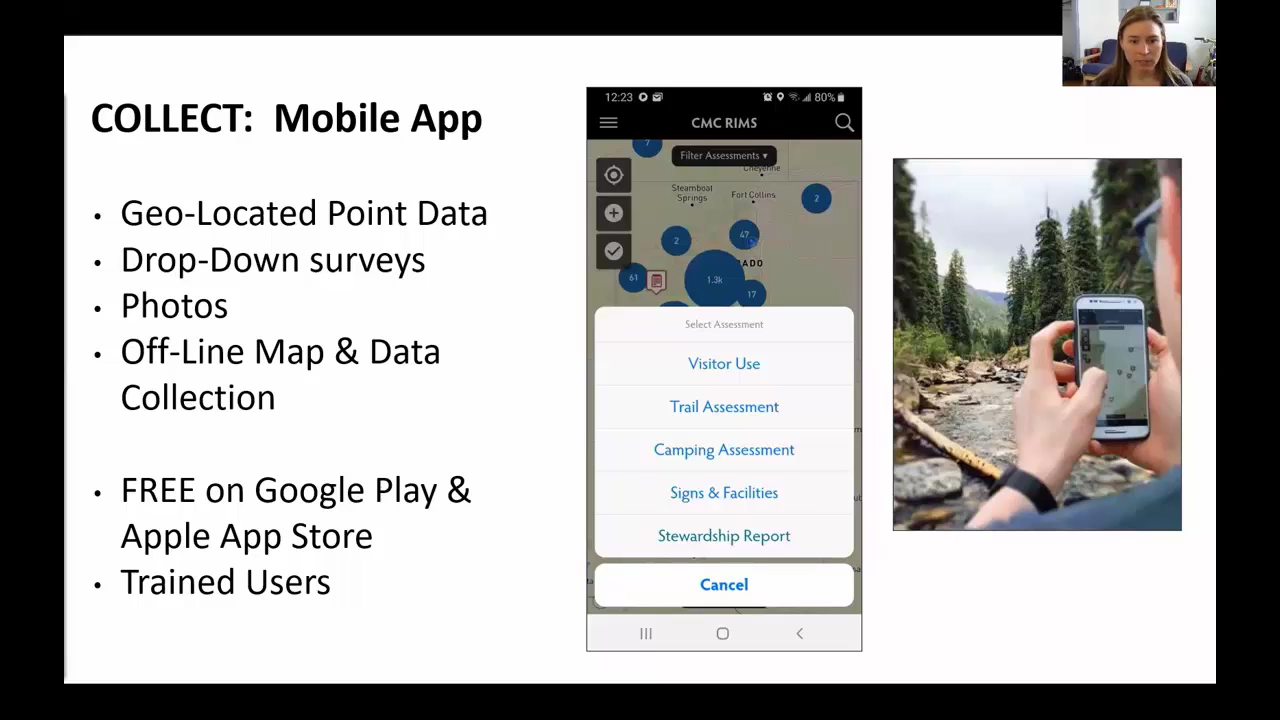 COLLECT: Mobile App
• Geo-Located Point Data
• Drop-Down surveys
• Photos
• Off-Line Map & Data
Collection
• FREE on Google Play &
Apple App Store
• Trained Users
12:23
80%
CMC RIMS
7
Filter Assessments ▾
Cheyenne
Steamboat
Springs
Fort Collins
2
2
47
ADO
61
1.3k
17
Select Assessment
Visitor Use
Trail Assessment
Camping Assessment
Signs & Facilities
Stewardship Report
Cancel